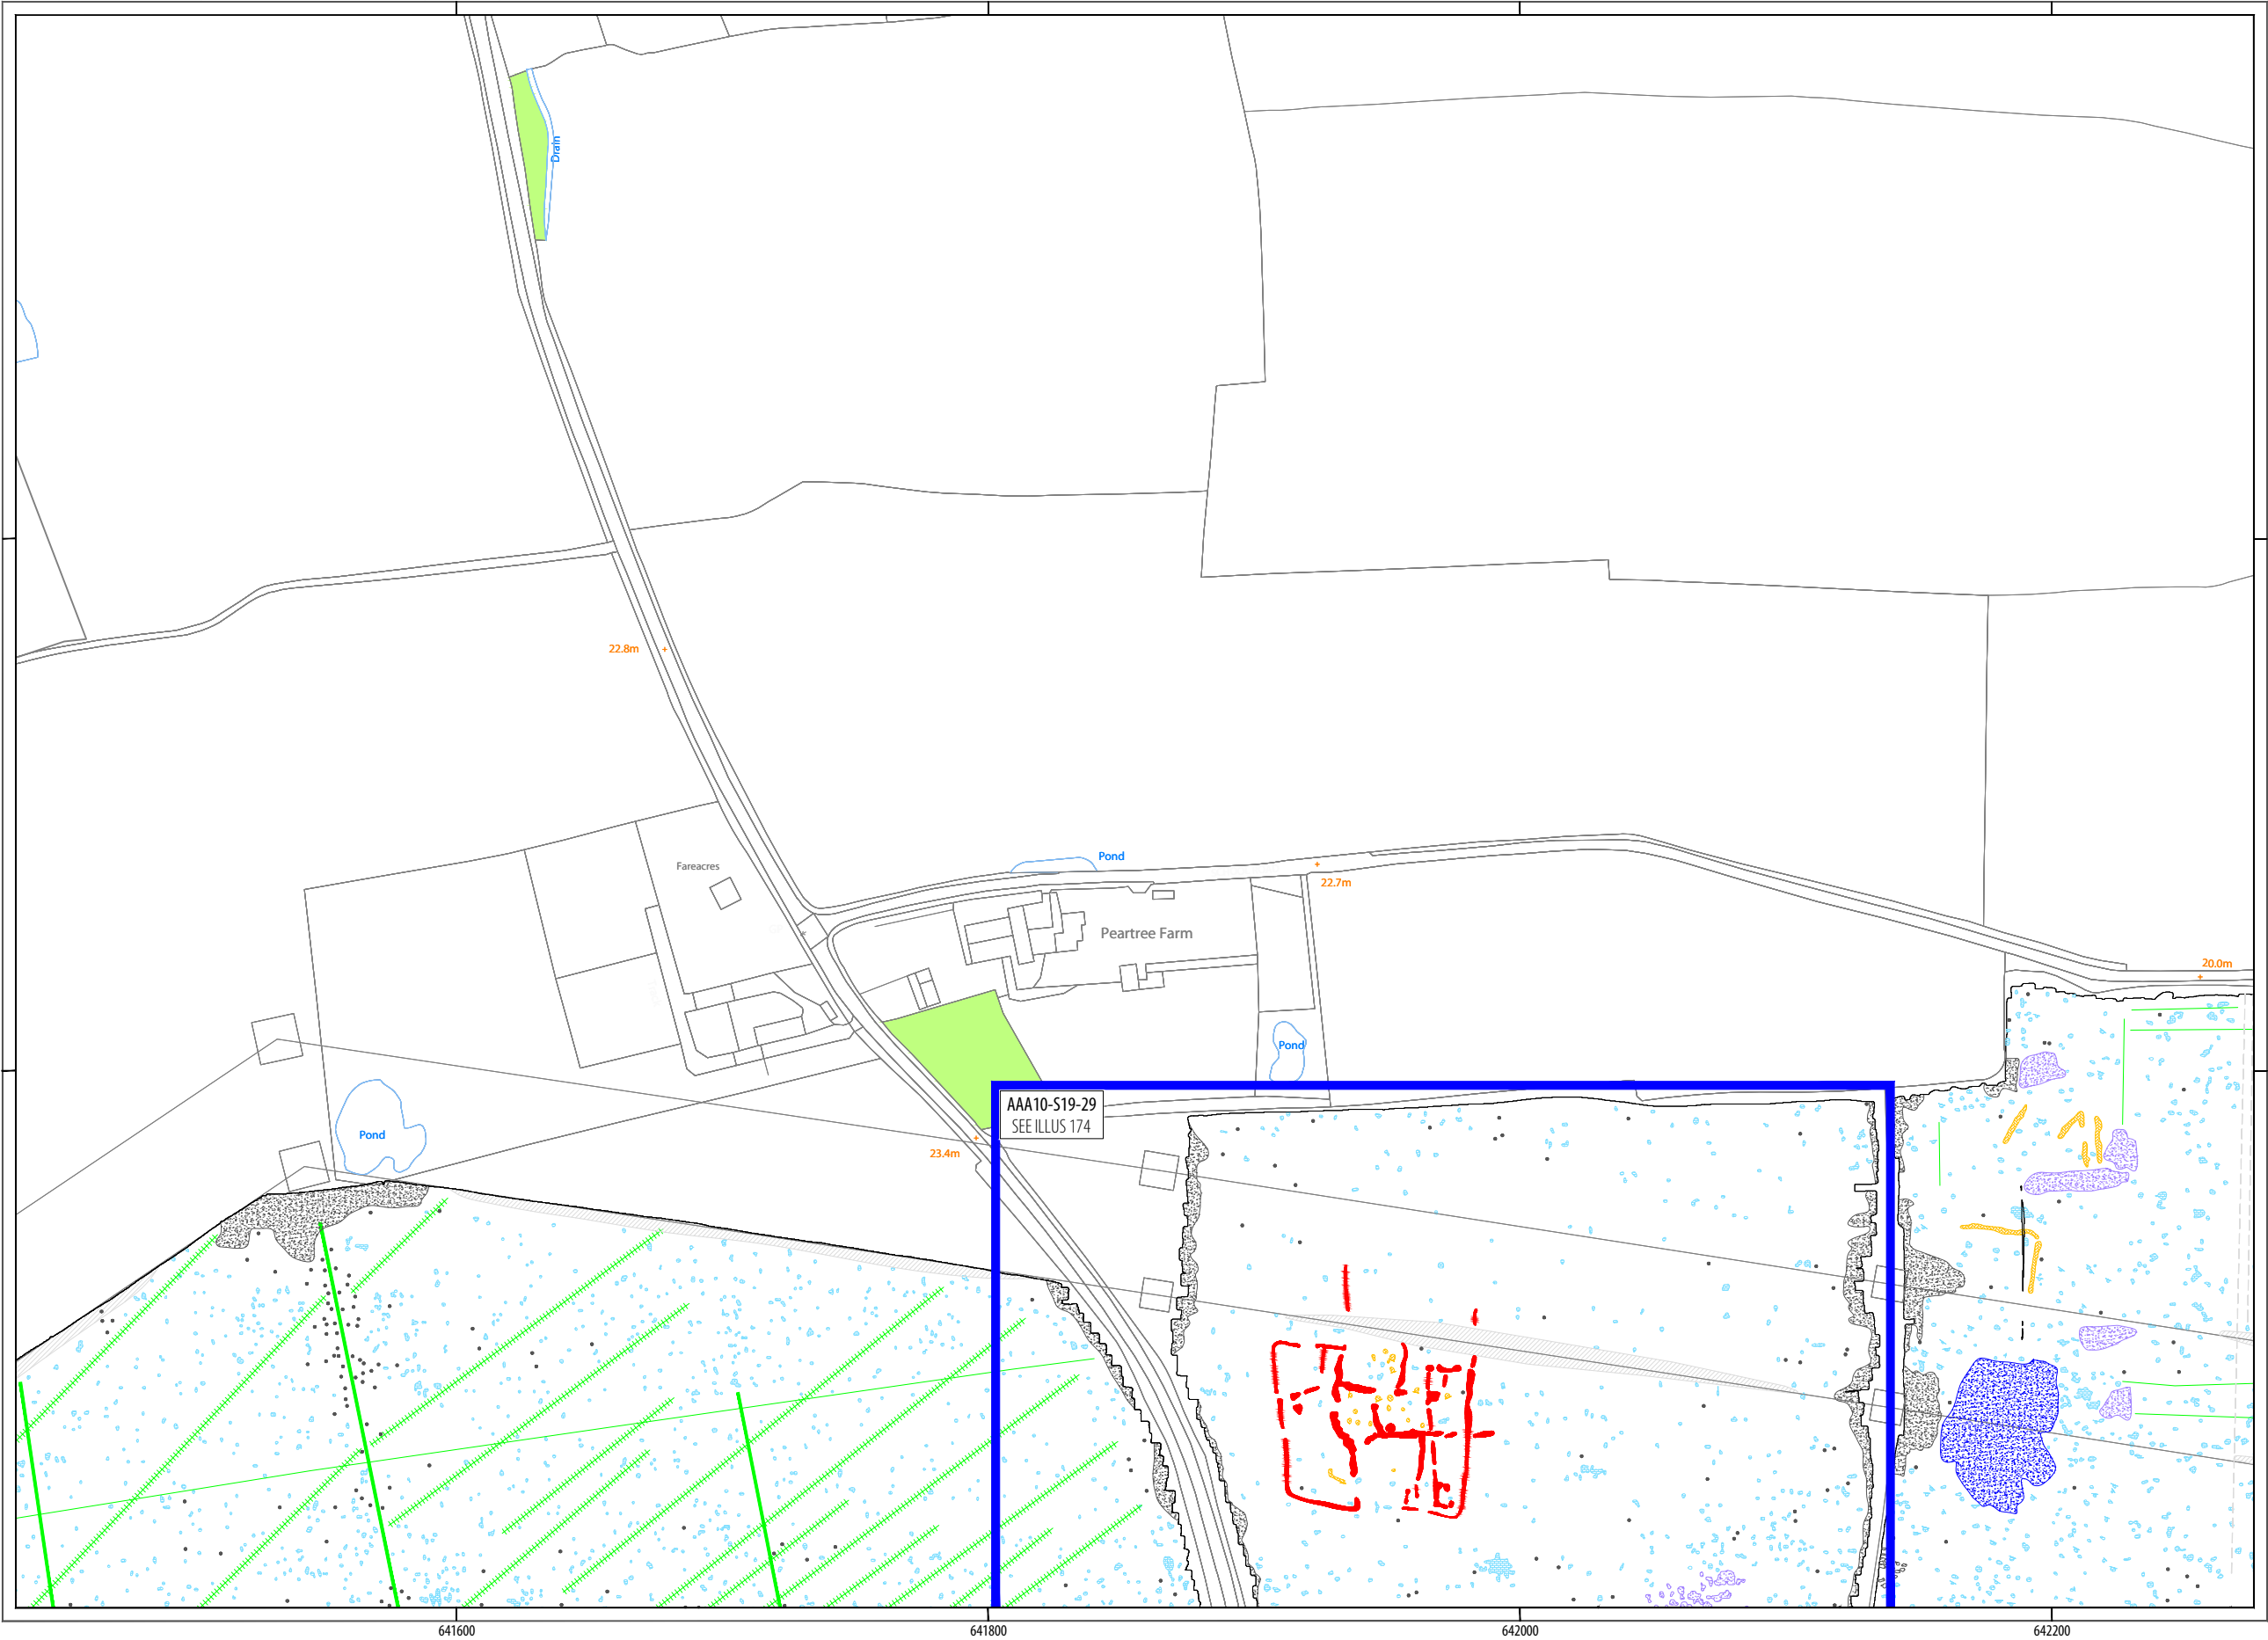 Drain
22.8m
Pond
Fareacres
22.7m
Peartree Farm
20.0m
Pond
AAA10-S19-29
SEE ILLUS 174
Pond
23.4m
641600
641800
642000
642200